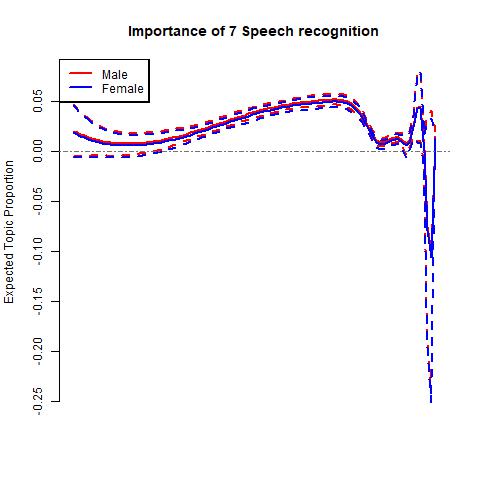 Importance of 7 Speech recognition
Male
Female
Expected Topic Proportion
0.05
0.00
-0.05
-0.10
-0.15
-0.20
-0.25